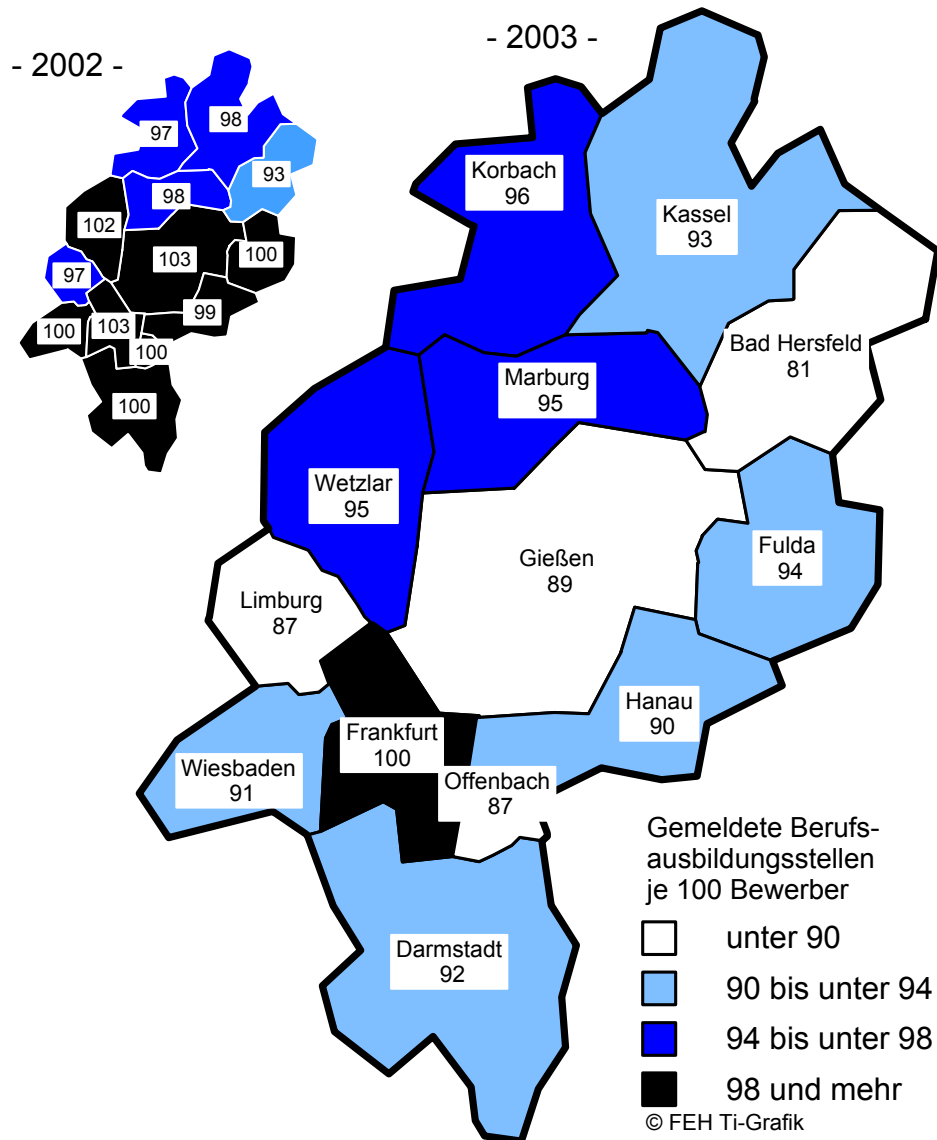 - 2002 -
98
97
93
98
102
103
100
97
99
100
103
100
100
- 2003 -
Korbach
96
Kassel
93
Bad Hersfeld
81
Marburg
95
Wetzlar
95
Gießen
89
Fulda
94
Limburg
87
Hanau
90
Frankfurt
100
Wiesbaden
91
Offenbach
87
Darmstadt
92
Gemeldete Berufs-
ausbildungsstellen
je 100 Bewerber
unter 90
90 bis unter 94
94 bis unter 98
98 und mehr
© FEH Ti-Grafik